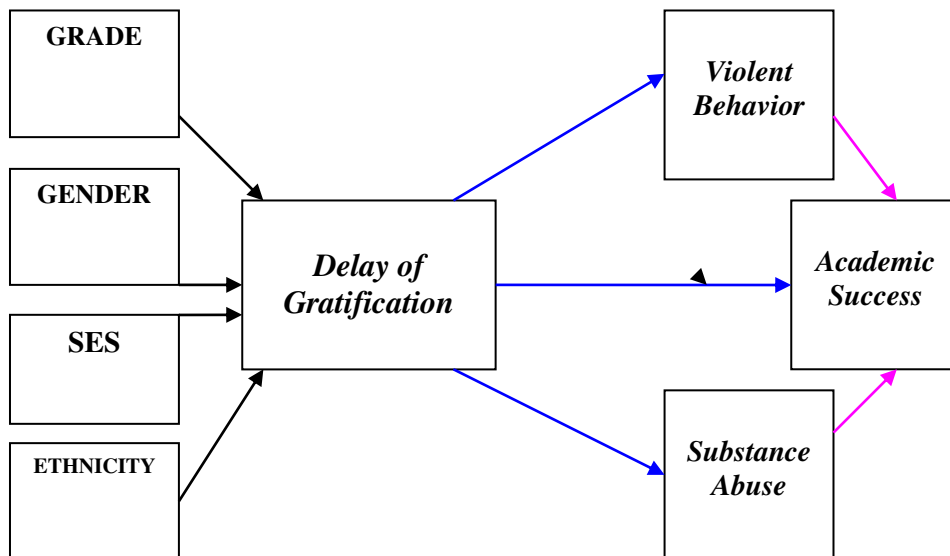 GRADE
GENDER
SES
ETHNICITY
Delay of
Gratification
Violent
Behavior
Academic
Success
Substance
Abuse